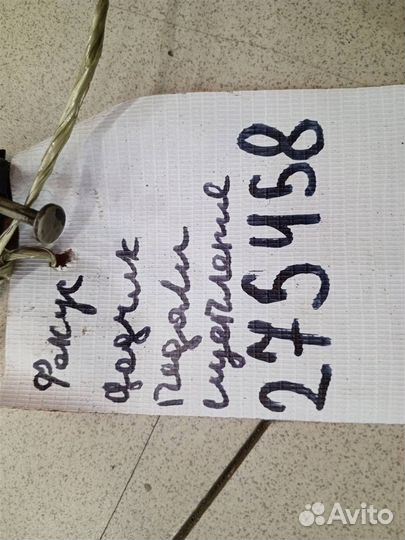 Фокус
датчик
Педали
сцепления
275458
Avito